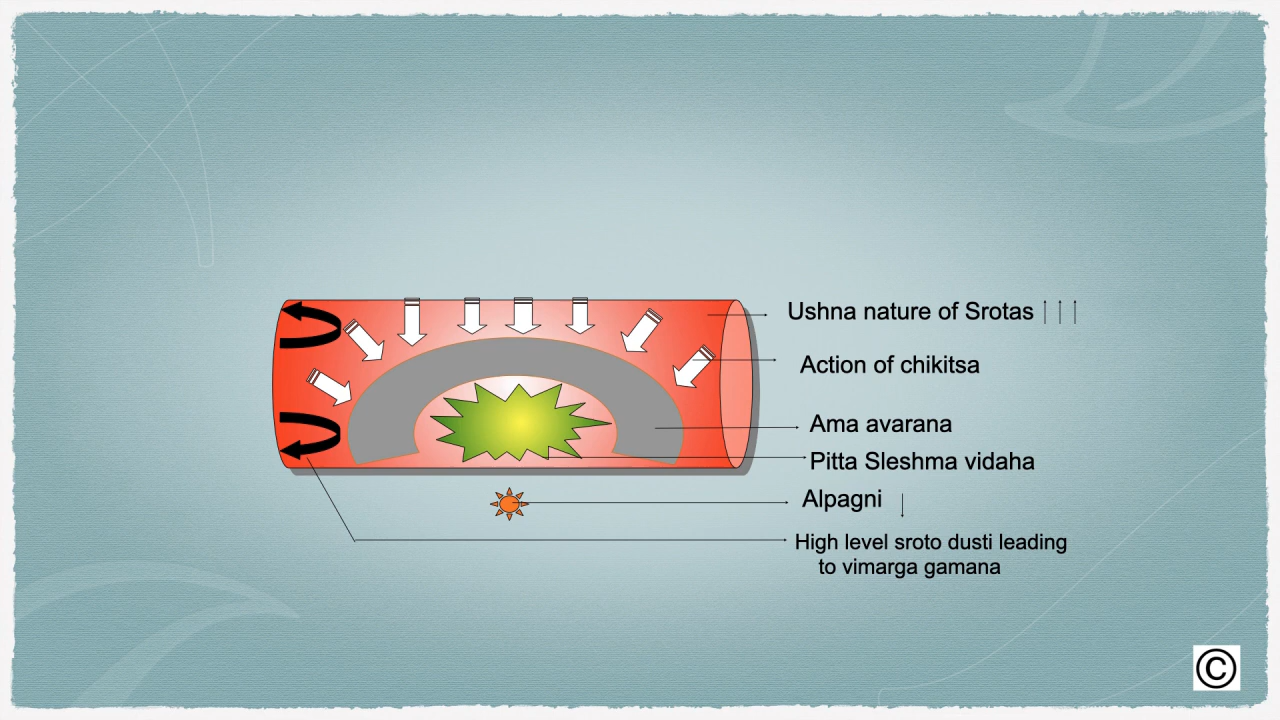 Ushna nature of Srotas
Action of chikitsa
Ama avarana
Pitta Sleshma vidaha
Alpagni
High level sroto dusti leading
to vimarga gamana
©